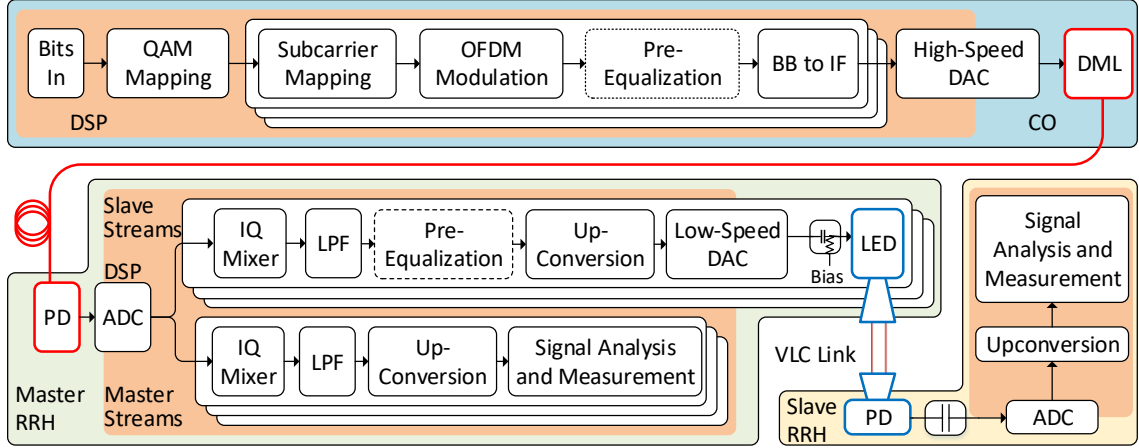 Bits
In
QAM
Mapping
Subcarrier
Mapping
OFDM
Modulation
Pre-
Equalization
BB to IF
High-Speed
DAC
DML
DSP
CO
Slave
Streams
IQ
Mixer
LPF
Pre-
Equalization
Up-
Conversion
Low-Speed
DAC
Bias
LED
DSP
PD
ADC
IQ
Mixer
LPF
Up-
Conversion
Signal Analysis
and Measurement
Master
RRH
Master
Streams
VLC Link
Signal
Analysis and
Measurement
Upconversion
Slave
RRH
PD
ADC